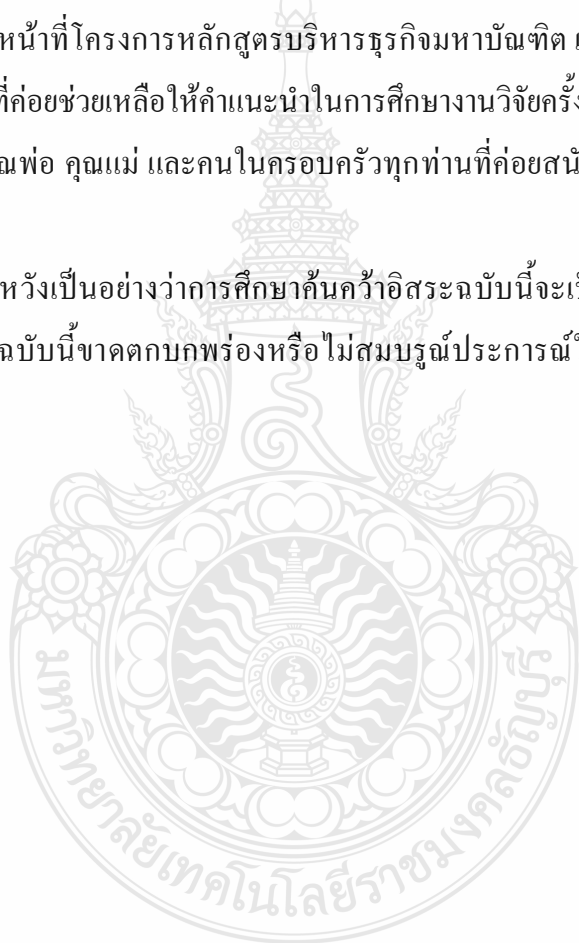 หน้าที่โครงการหลักสูตรบริหารธุรกิจมหาบัณฑิต
ที่ค่อยช่วยเหลือให้คำแนะนำในการศึกษางานวิจัยครั้ง
คุณแม่ และคนในครอบครัวทุกท่านที่ค่อยสนั
หวังเป็นอย่างว่าการศึกษาค้นคว้าอิสระฉบับนี้จะเ
ฉบับนี้ขาดตกบกพร่องหรือไม่สมบรูณ์ประการณ์
มหาวิทยาลัยเทคโนโลยีราชมงคลธัญบุรี